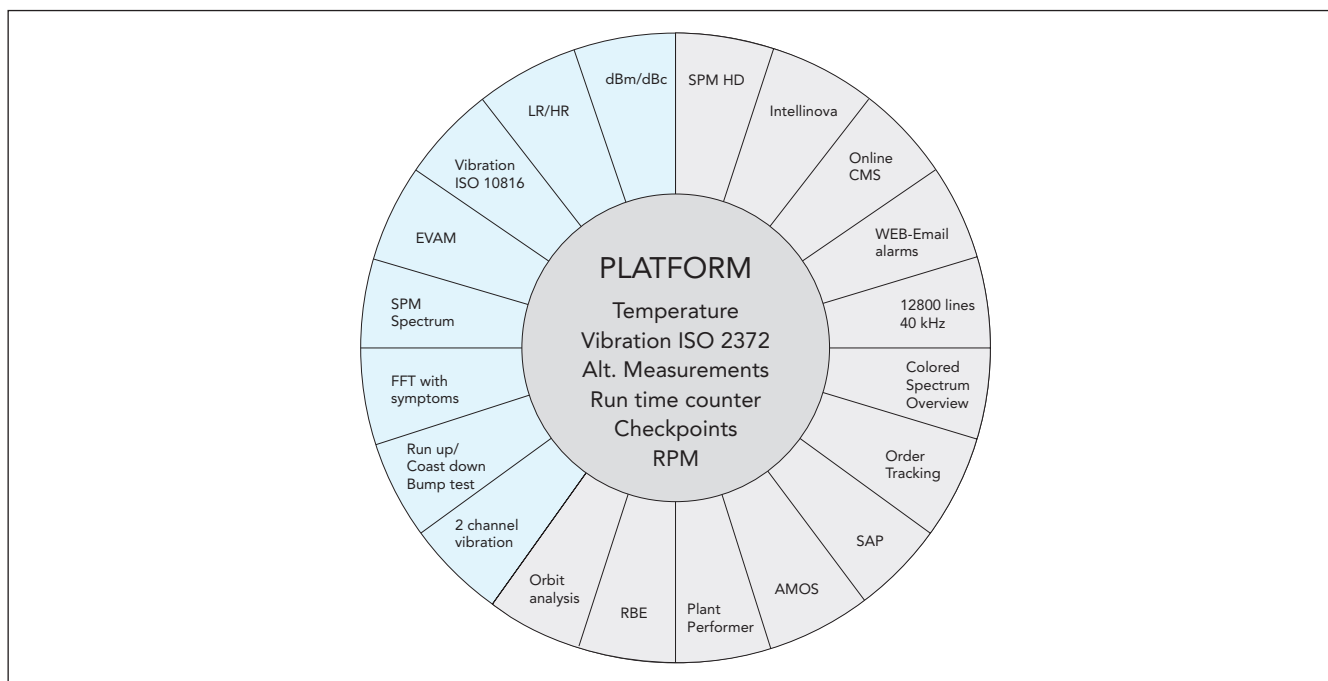 dBm/dBc
SPM HD
LR/HR
Intellinova
Vibration
ISO 10816
Online
CMS
EVAM
WEB-Email
alarms
PLATFORM
Temperature
Vibration ISO 2372
Alt. Measurements
Run time counter
Checkpoints
RPM
SPM
Spectrum
12800 lines
40 kHz
FFT with
symptoms
Colored
Spectrum
Overview
Run up/
Coast down
Bump test
Order
Tracking
2 channel
vibration
SAP
Orbit
analysis
RBE
Plant
Performer
AMOS